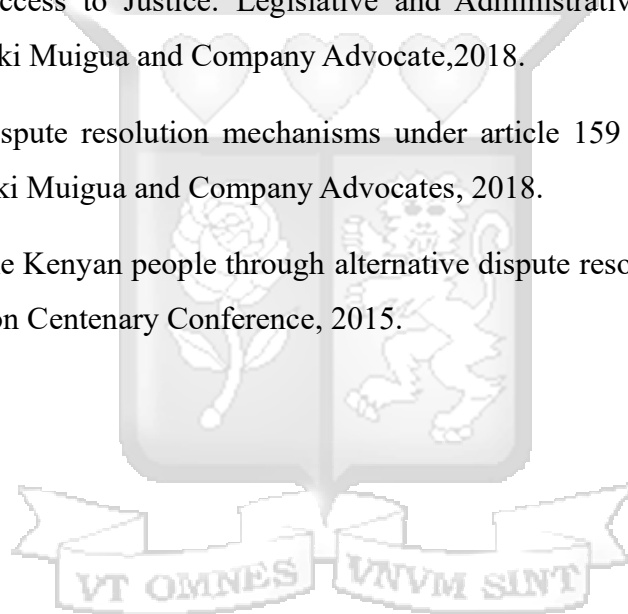 ccess to Justice: Legislative and Administrative
ki Muigua and Company Advocate,2018.
spute resolution mechanisms under article 159
ki Muigua and Company Advocates, 2018.
e Kenyan people through alternative dispute reso
on Centenary Conference, 2015.
VT OMNES VNVM SINT